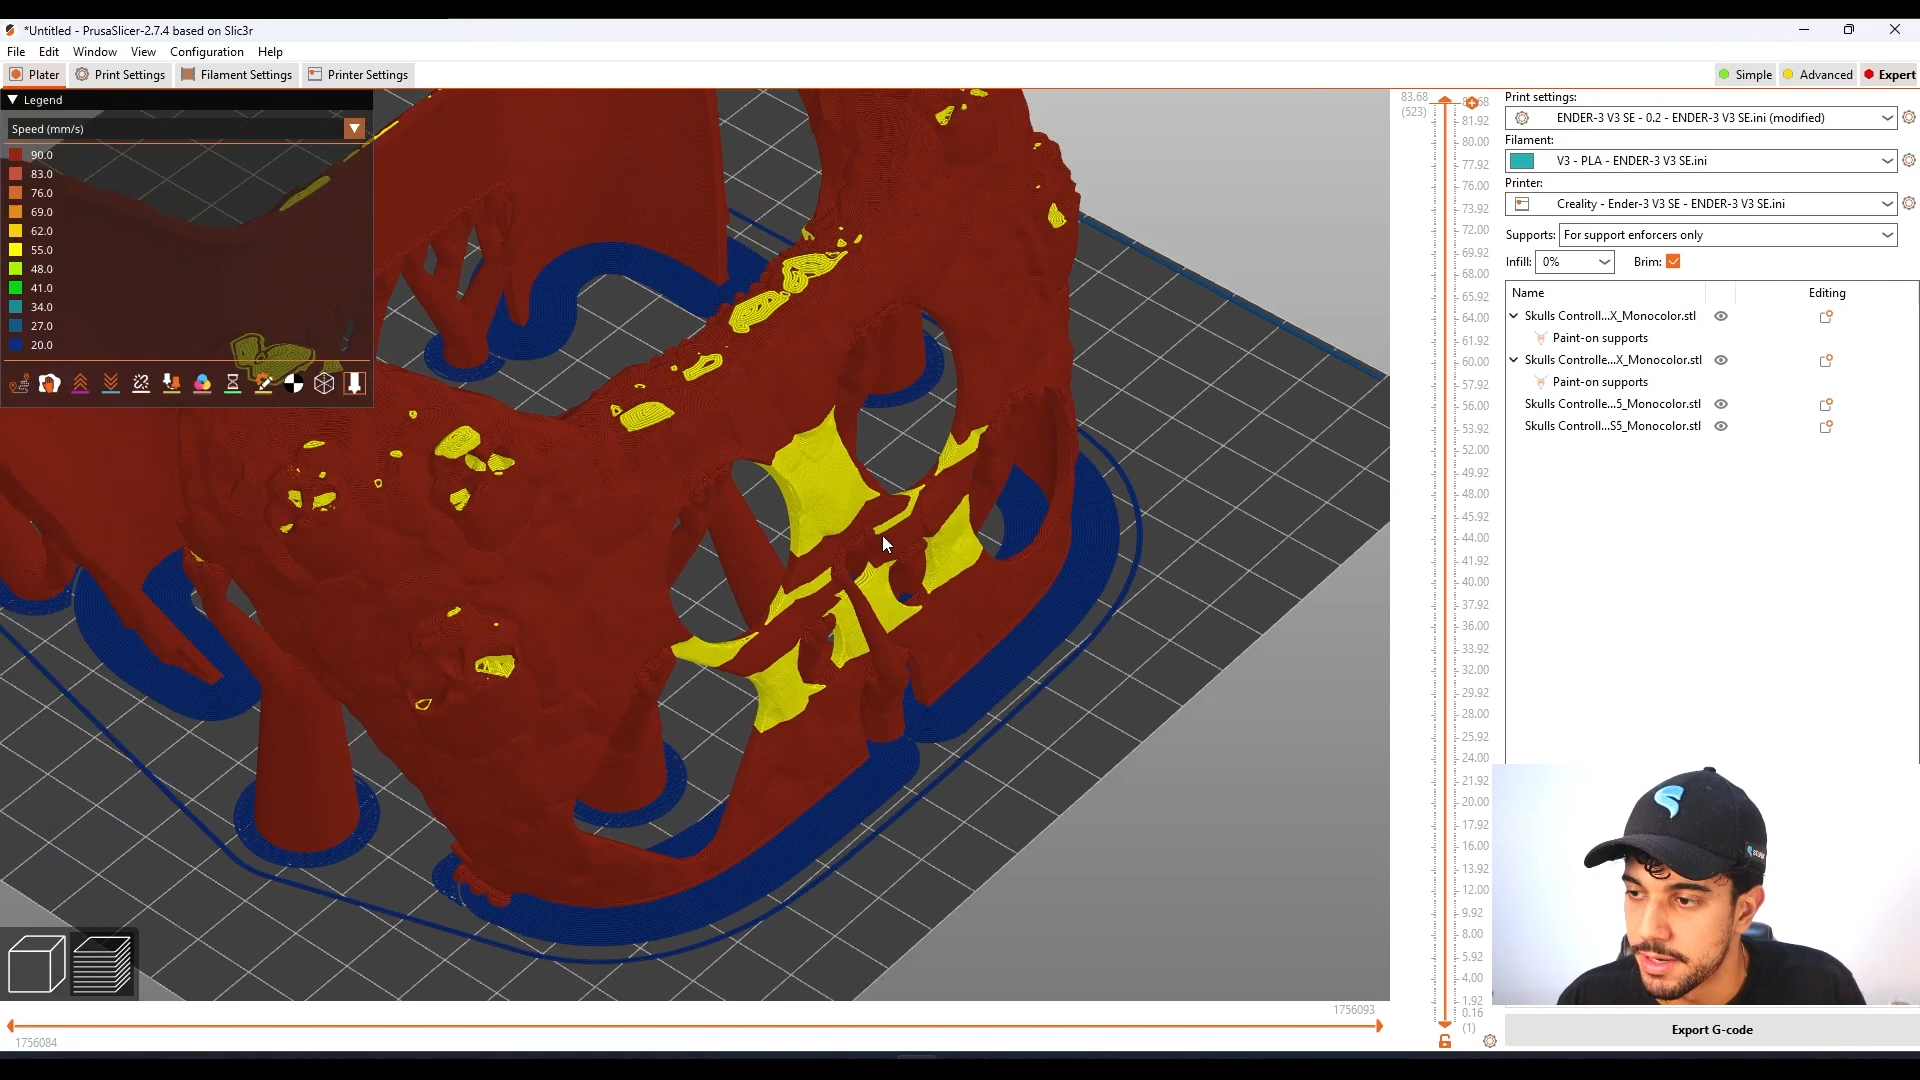 *Untitled - PrusaSlicer-2.7.4 based on Slic3r
File Edit Window View Configuration Help
Plater Print Settings Filament Settings Printer Settings Simple Advanced Expert
Legend
Speed (mm/s)
90.0
83.0
76.0
69.0
62.0
55.0
48.0
41.0
34.0
27.0
20.0
83.68
(523)
81.92
80.00
77.92
76.00
73.92
72.00
69.92
68.00
65.92
64.00
61.92
60.00
57.92
56.00
53.92
52.00
49.92
48.00
45.92
44.00
41.92
40.00
37.92
36.00
33.92
32.00
29.92
28.00
25.92
24.00
21.92
20.00
17.92
16.00
13.92
12.00
9.92
8.00
5.92
4.00
1.92
0.16
(1)
Print settings:
ENDER-3 V3 SE - 0.2 - ENDER-3 V3 SE.ini (modified)
Filament:
V3 - PLA - ENDER-3 V3 SE.ini
Printer:
Creality - Ender-3 V3 SE - ENDER-3 V3 SE.ini
Supports: For support enforcers only
Infill: 0% Brim:
Name Editing
Skulls Controll...X_Monocolor.stl
Paint-on supports
Skulls Controlle...X_Monocolor.stl
Paint-on supports
Skulls Controlle...5_Monocolor.stl
Skulls Controll...S5_Monocolor.stl
1756093
1756084
Export G-code